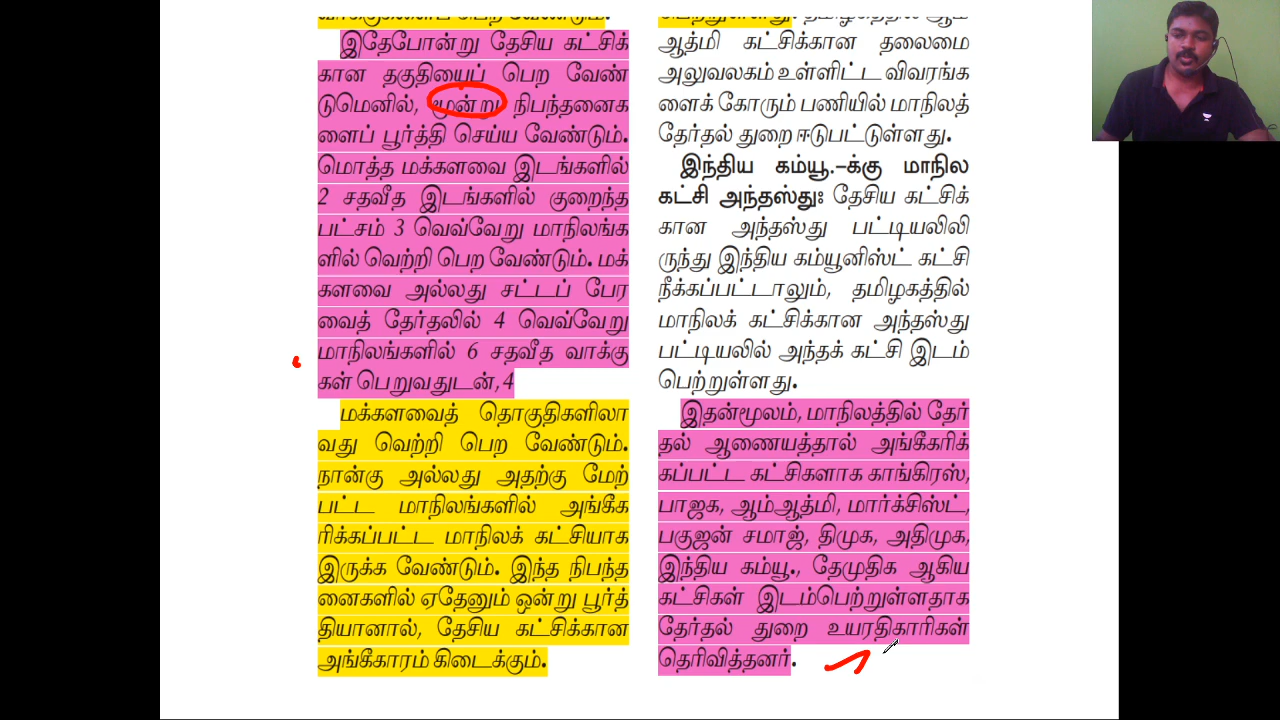 வாக்குகளைப் பெற வேண்டும்.
இதேபோன்று தேசிய கட்சிக்
கான தகுதியைப் பெற வேண்
டுமெனில், மூன்று நிபந்தனைக
ளைப் பூர்த்தி செய்ய வேண்டும்.
மொத்த மக்களவை இடங்களில்
2 சதவீத இடங்களில் குறைந்த
பட்சம் 3 வெவ்வேறு மாநிலங்க
ளில் வெற்றி பெற வேண்டும். மக்
களவை அல்லது சட்டப் பேர
வைத் தேர்தலில் 4 வெவ்வேறு
மாநிலங்களில் 6 சதவீத வாக்கு
கள் பெறுவதுடன்,4
மக்களவைத் தொகுதிகளிலா
வது வெற்றி பெற வேண்டும்.
நான்கு அல்லது அதற்கு மேற்
பட்ட மாநிலங்களில் அங்கீக
ரிக்கப்பட்ட மாநிலக் கட்சியாக
இருக்க வேண்டும். இந்த நிபந்த
னைகளில் ஏதேனும் ஒன்று பூர்த்
தியானால், தேசிய கட்சிக்கான
அங்கீகாரம் கிடைக்கும்.
பெற்றுள்ளது. தமிழகத்தில் ஆம்
ஆத்மி கட்சிக்கான தலைமை
அலுவலகம் உள்ளிட்ட விவரங்க
ளைக் கோரும் பணியில் மாநிலத்
தேர்தல் துறை ஈடுபட்டுள்ளது.
இந்திய கம்யூ.-க்கு மாநில
கட்சி அந்தஸ்து: தேசிய கட்சிக்
கான அந்தஸ்து பட்டியலிலி
ருந்து இந்திய கம்யூனிஸ்ட் கட்சி
நீக்கப்பட்டாலும், தமிழகத்தில்
மாநிலக் கட்சிக்கான அந்தஸ்து
பட்டியலில் அந்தக் கட்சி இடம்
பெற்றுள்ளது.
இதன்மூலம், மாநிலத்தில் தேர்
தல் ஆணையத்தால் அங்கீகரிக்
கப்பட்ட கட்சிகளாக காங்கிரஸ்,
பாஜக, ஆம்ஆத்மி, மார்க்சிஸ்ட்,
பகுஜன் சமாஜ், திமுக, அதிமுக,
இந்திய கம்யூ., தேமுதிக ஆகிய
கட்சிகள் இடம்பெற்றுள்ளதாக
தேர்தல் துறை உயரதிகாரிகள்
தெரிவித்தனர்.